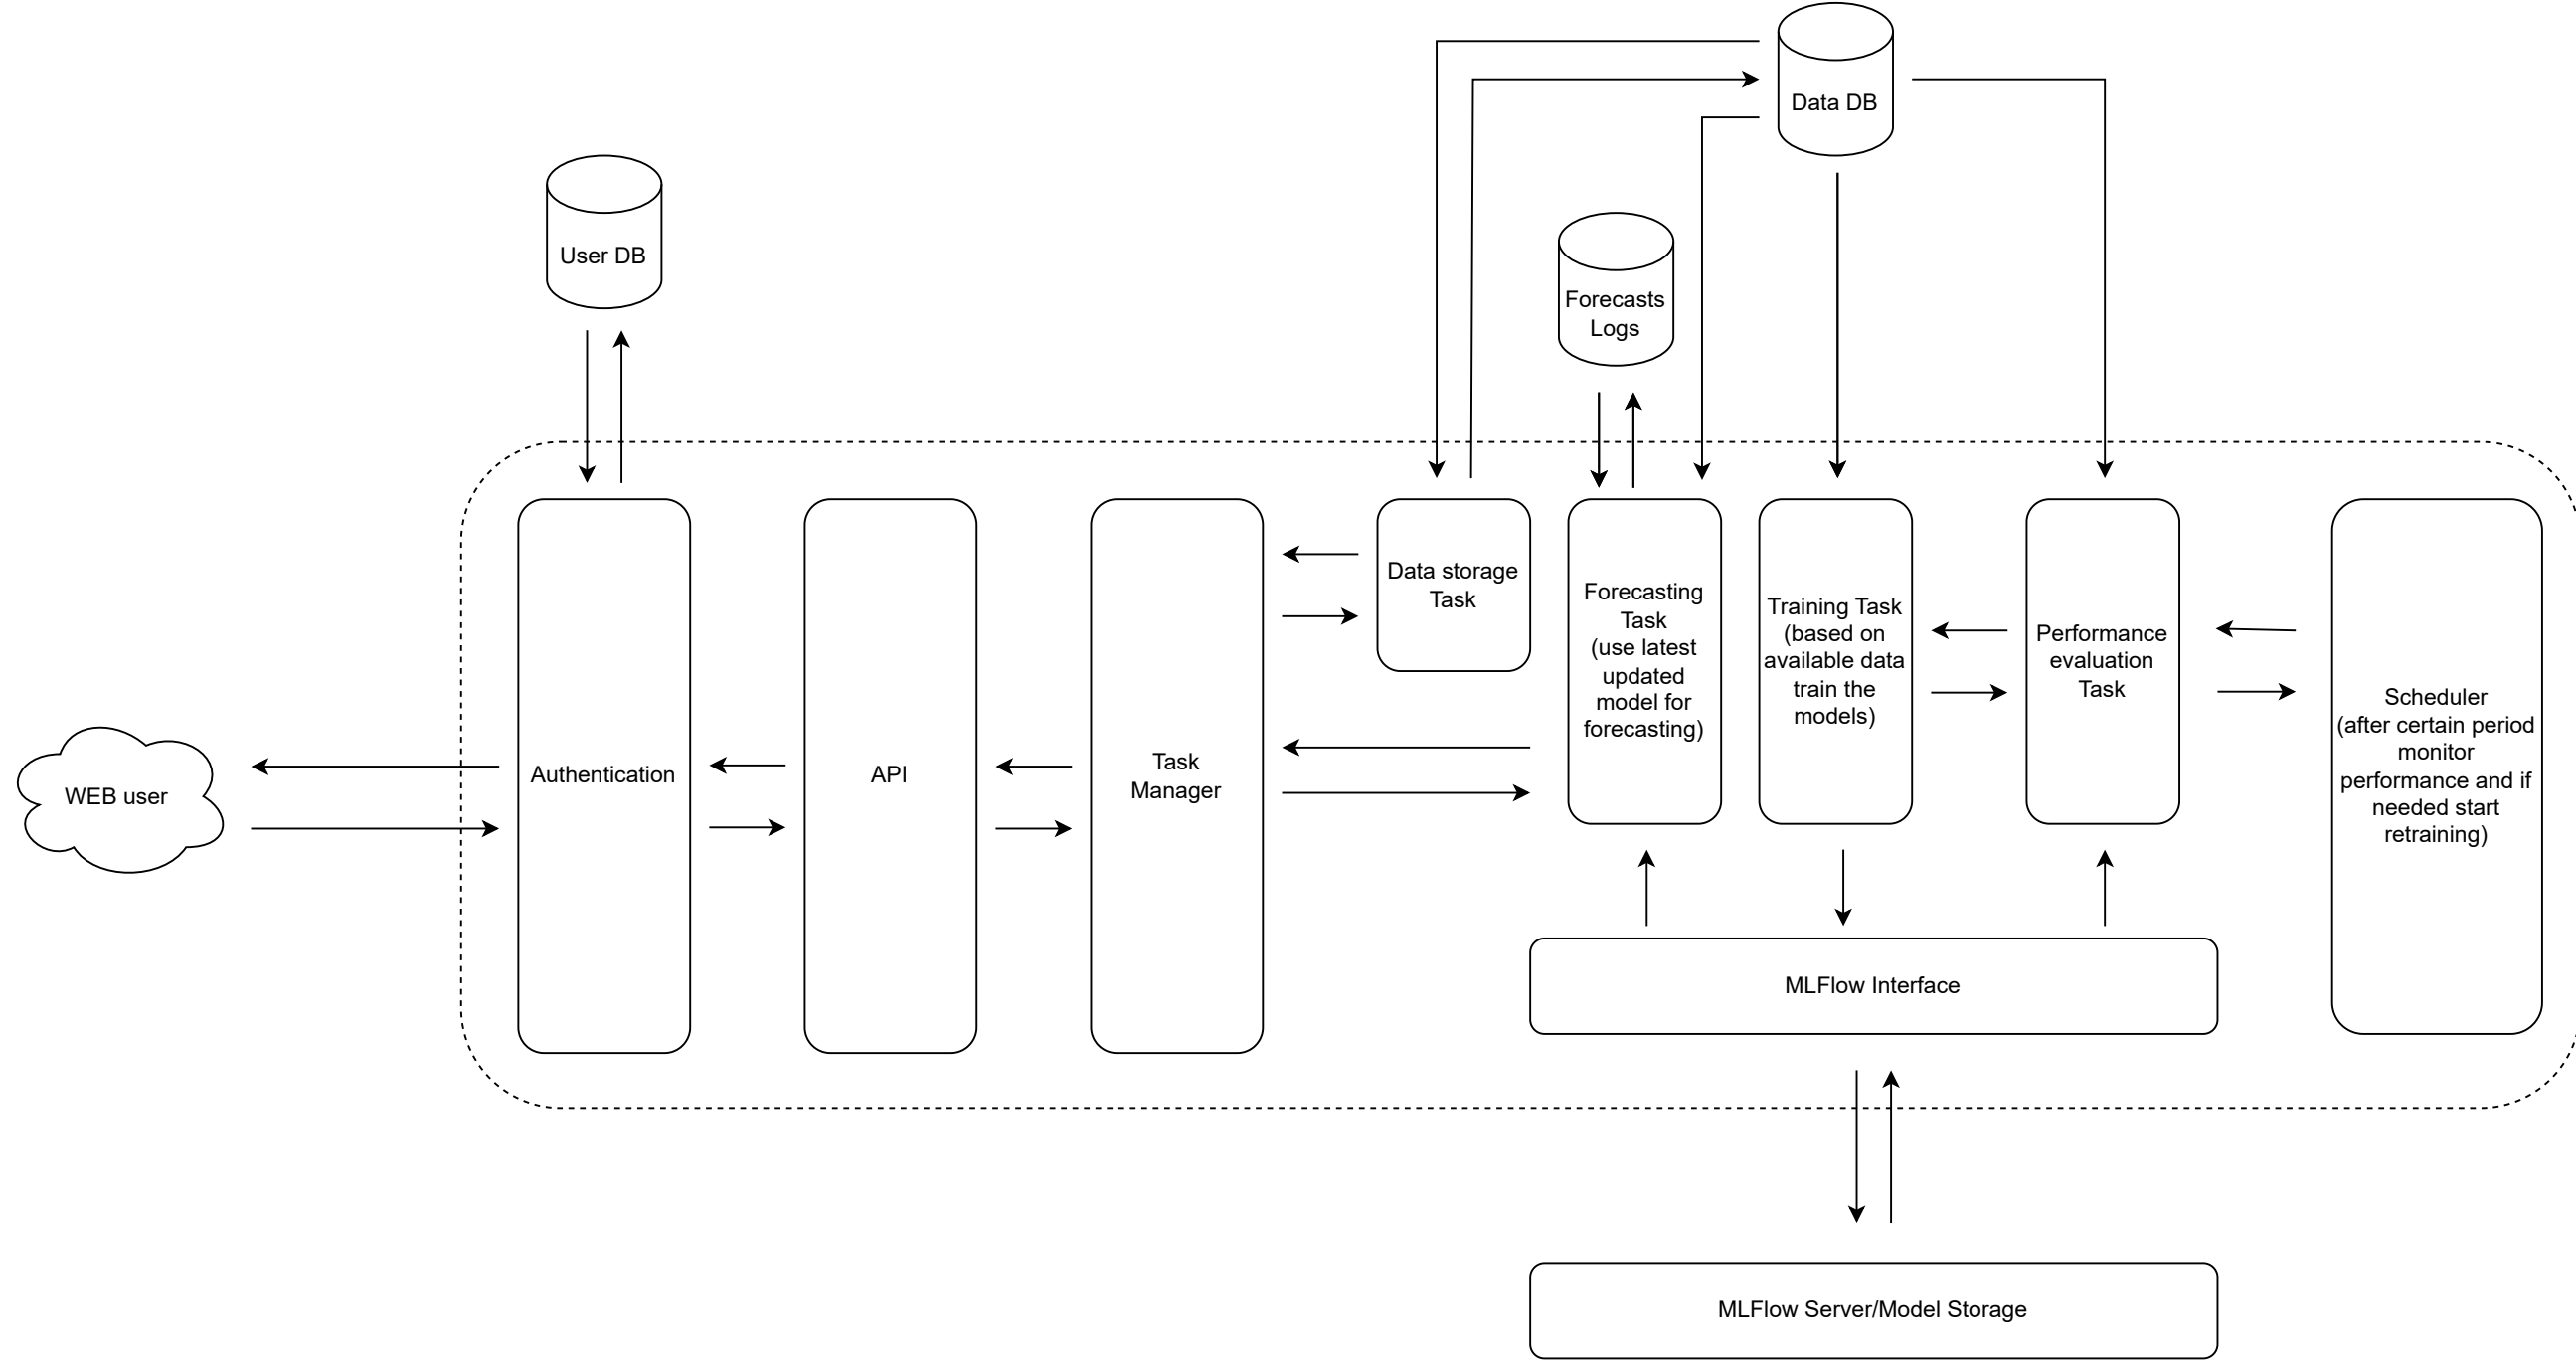 Data DB
User DB
Forecasts
Logs
WEB user
Authentication
API
Task
Manager
Data storage
Task
Forecasting
Task
(use latest
updated
model for
forecasting)
Training Task
(based on
available data
train the
models)
Performance
evaluation
Task
Scheduler
(after certain period
monitor
performance and if
needed start
retraining)
MLFlow Interface
MLFlow Server/Model Storage